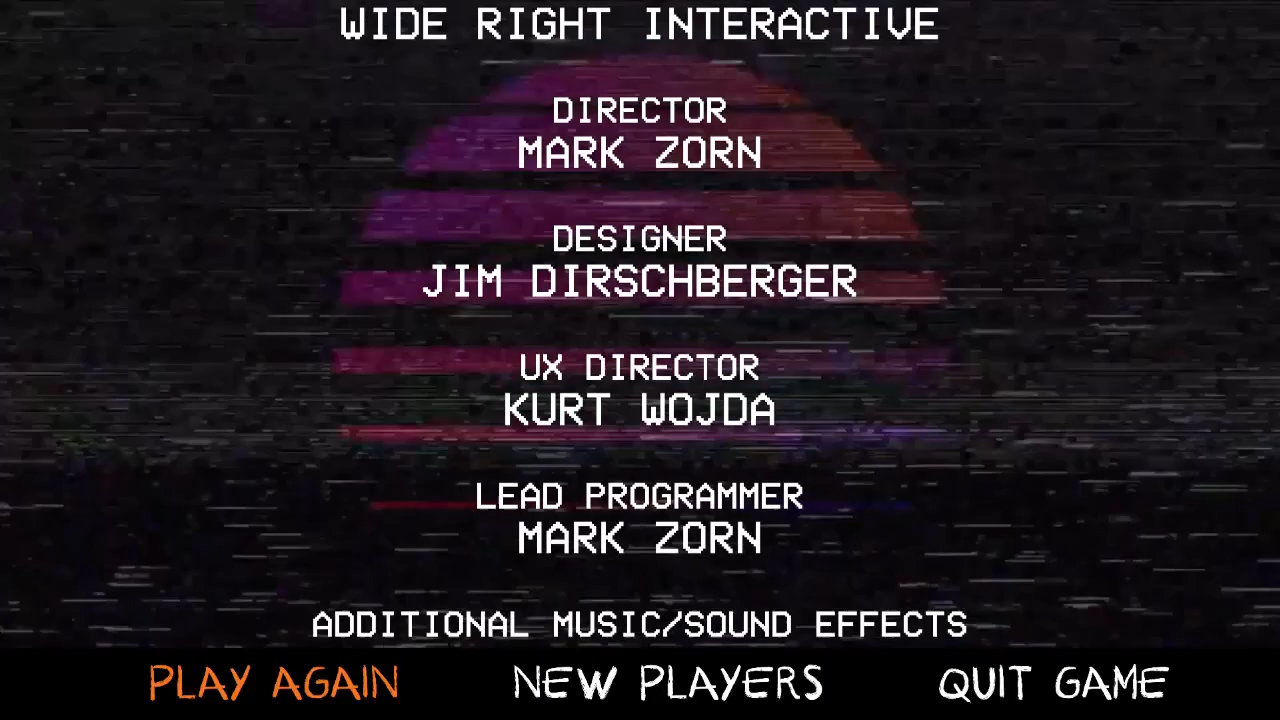 WIDE RIGHT INTERACTIVE
DIRECTOR
MARK ZORN
DESIGNER
JIM DIRSCHBERGER
UX DIRECTOR
KURT WOJDA
LEAD PROGRAMMER
MARK ZORN
ADDITIONAL MUSIC/SOUND EFFECTS
PLAY AGAIN NEW PLAYERS QUIT GAME